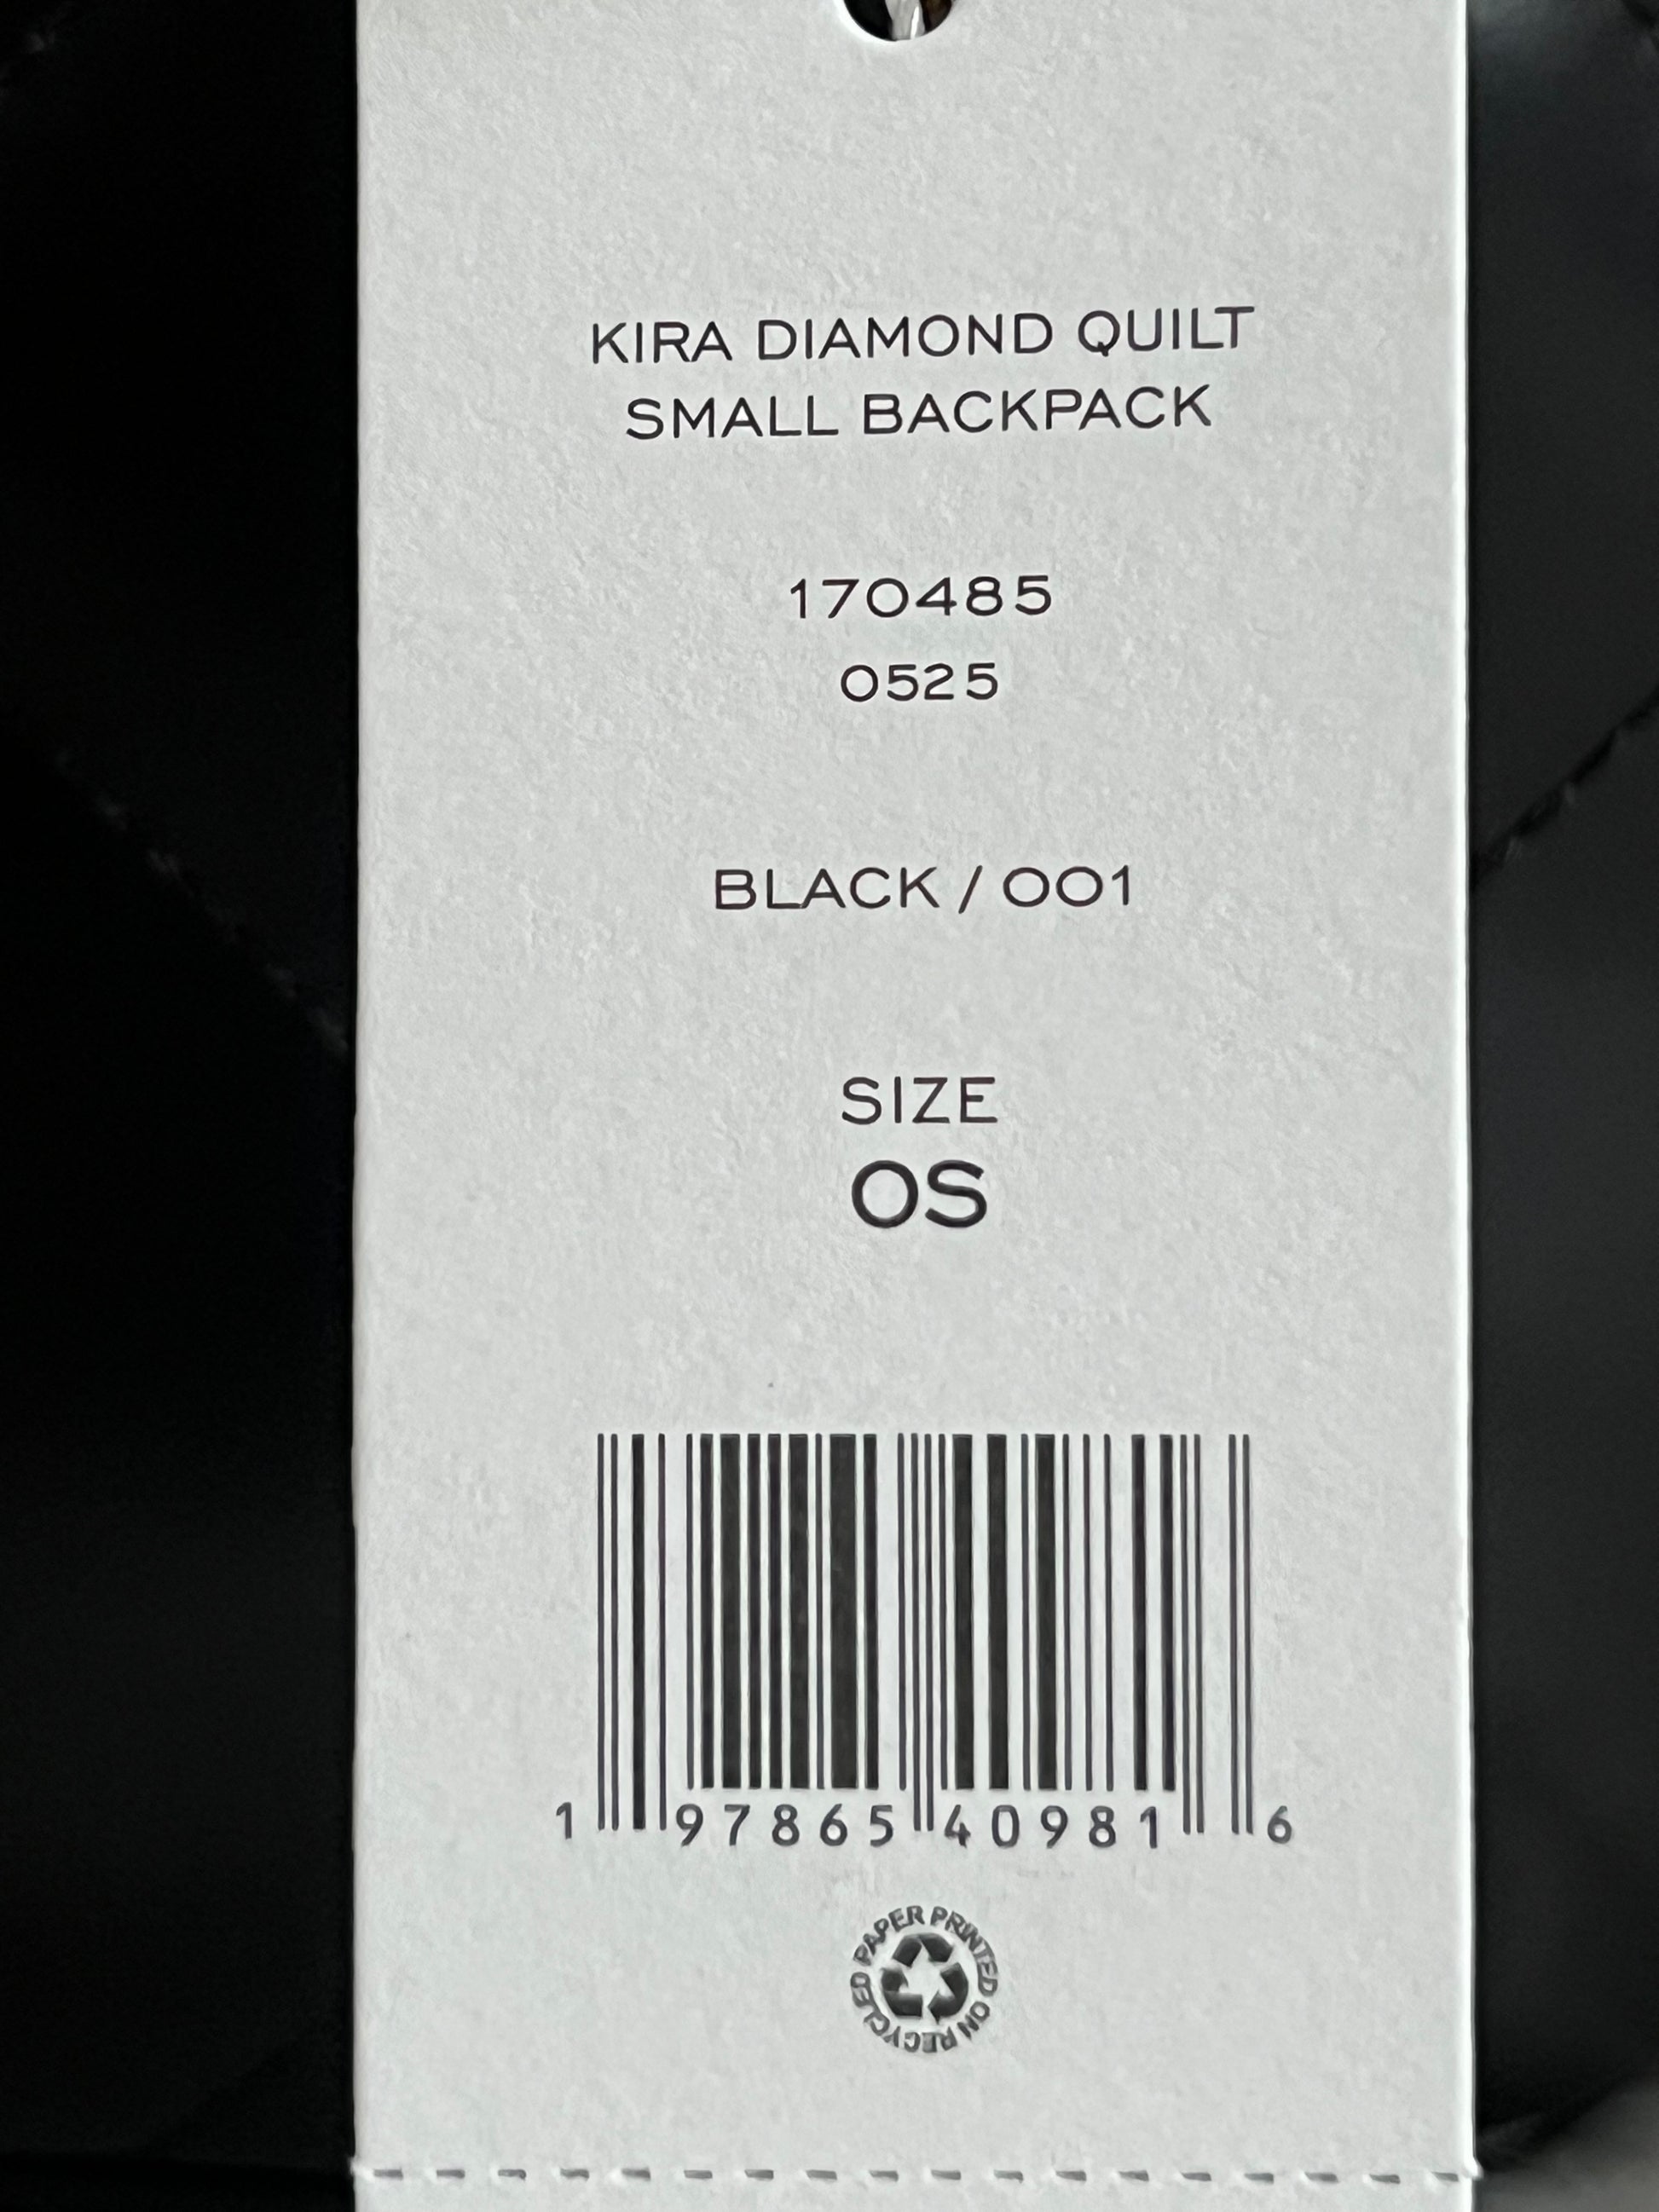 KIRA DIAMOND QUILT
SMALL BACKPACK
170485
0525
BLACK / 001
SIZE
OS
1 97865 40981 6
PAPER PRINTED ON RECYCLED